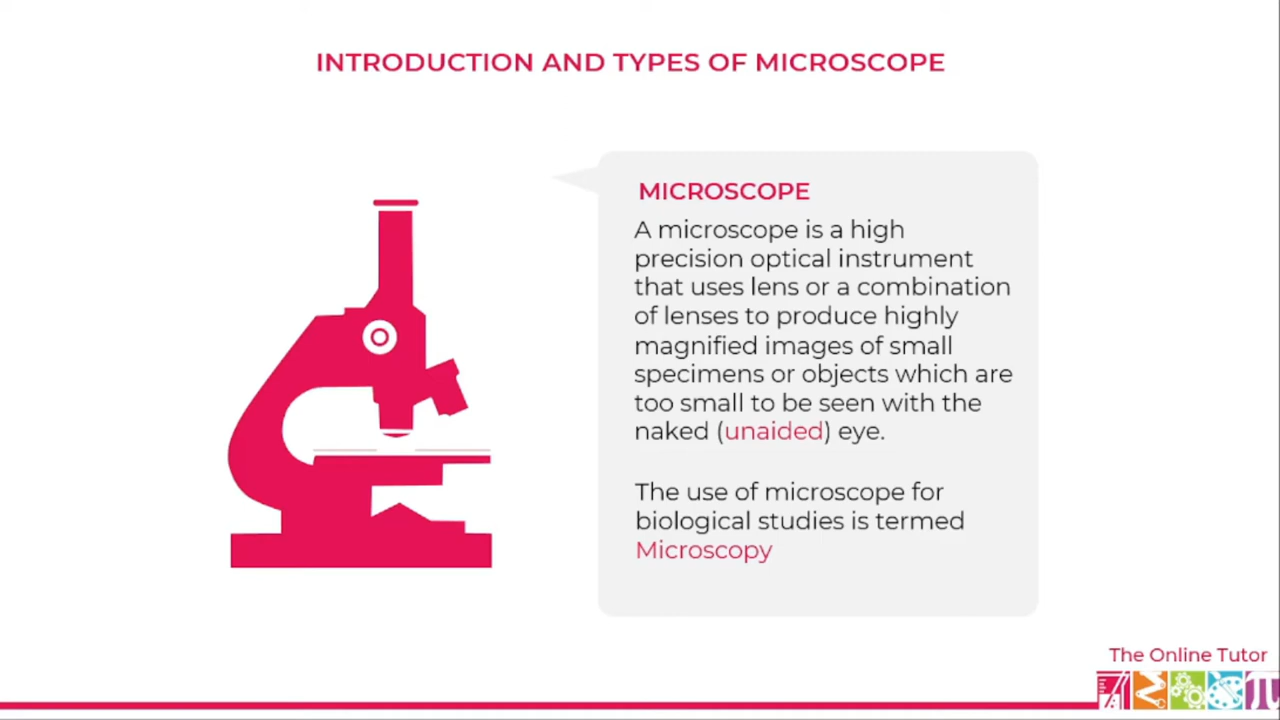 INTRODUCTION AND TYPES OF MICROSCOPE
MICROSCOPE
A microscope is a high
precision optical instrument
that uses lens or a combination
of lenses to produce highly
magnified images of small
specimens or objects which are
too small to be seen with the
naked (unaided) eye.
The use of microscope for
biological studies is termed
Microscopy
The Online Tutor
π